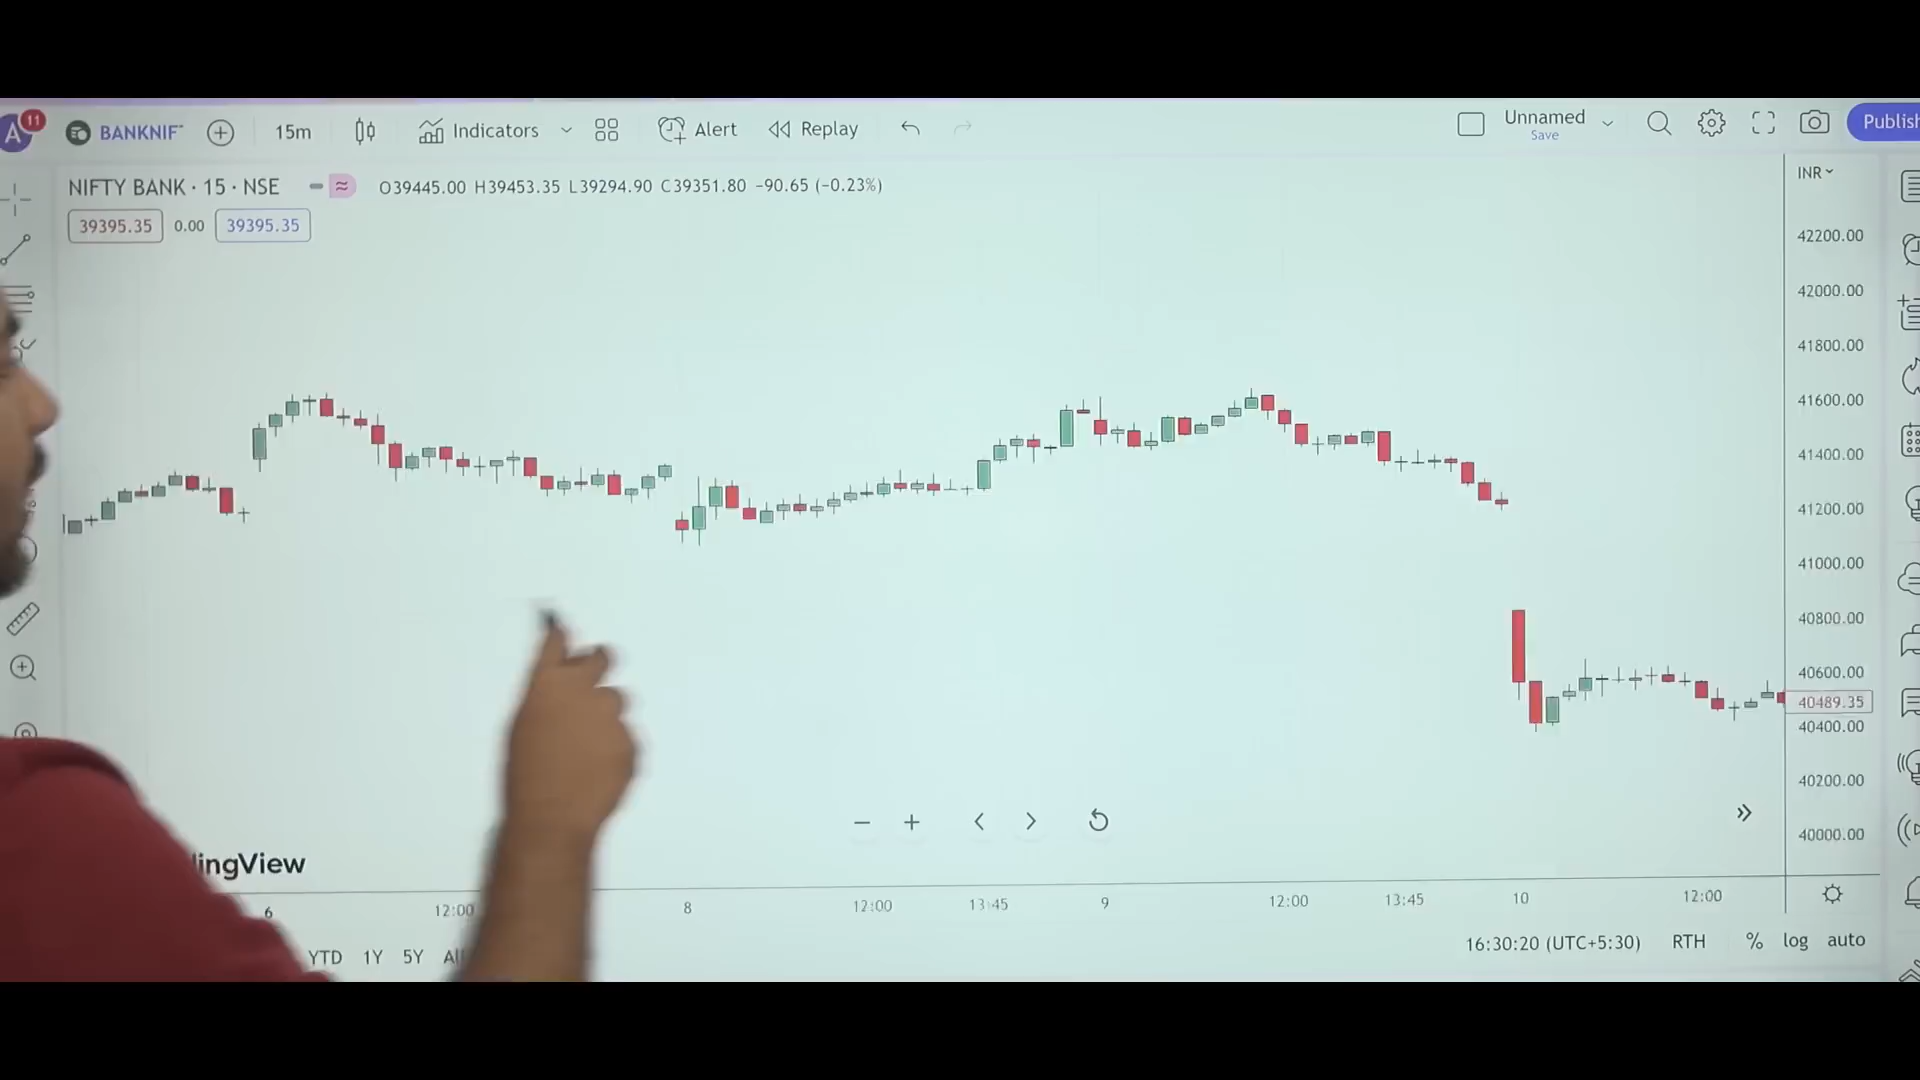 A 11 BANKNIF 15m Indicators Alert Replay Unnamed Publish
Save
NIFTY BANK · 15 · NSE O39445.00 H39453.35 L39294.90 C39351.80 −90.65 (−0.23%) INR
39395.35 0.00 39395.35
42200.00
42000.00
41800.00
41600.00
41400.00
41200.00
41000.00
40800.00
40600.00
40489.35
40400.00
40200.00
40000.00
ingView
6 12:00 8 12:00 13:45 9 12:00 13:45 10 12:00
YTD 1Y 5Y Al 16:30:20 (UTC+5:30) RTH % log auto